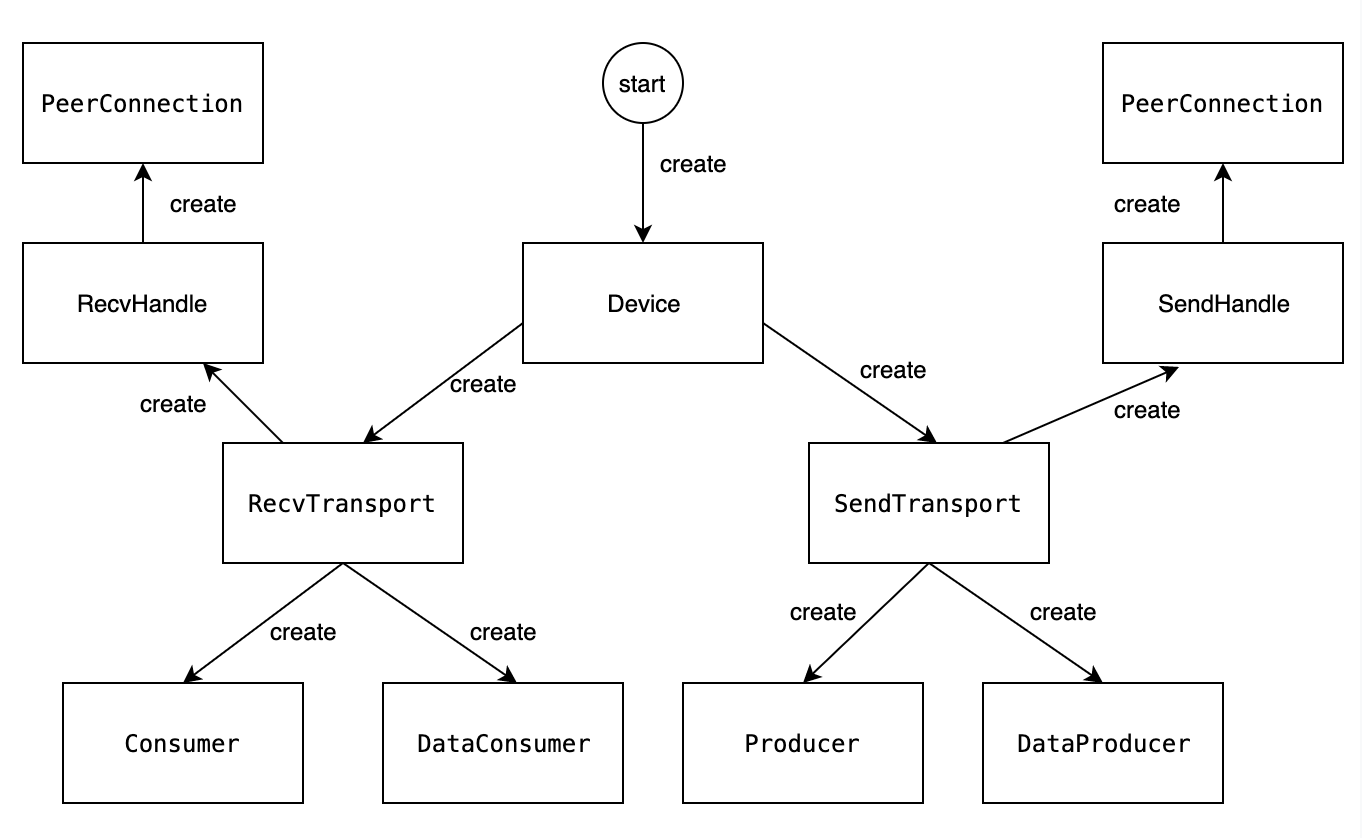 PeerConnection
start
PeerConnection
create
create
create
RecvHandle
Device
SendHandle
create
create
create
create
RecvTransport
SendTransport
create
create
create
create
Consumer
DataConsumer
Producer
DataProducer